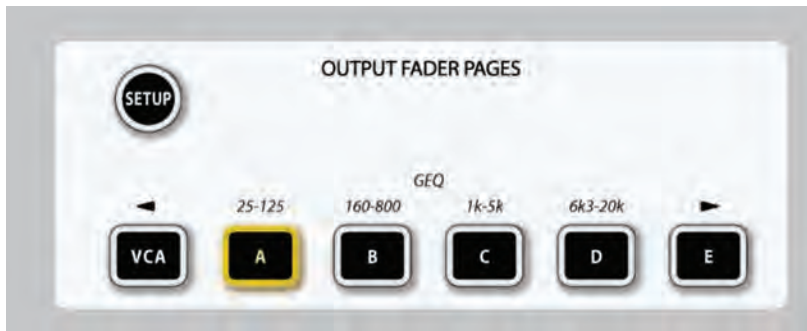 OUTPUT FADER PAGES
SETUP
GEQ
25-125 160-800 1k-5k 6k3-20k
VCA A B C D E